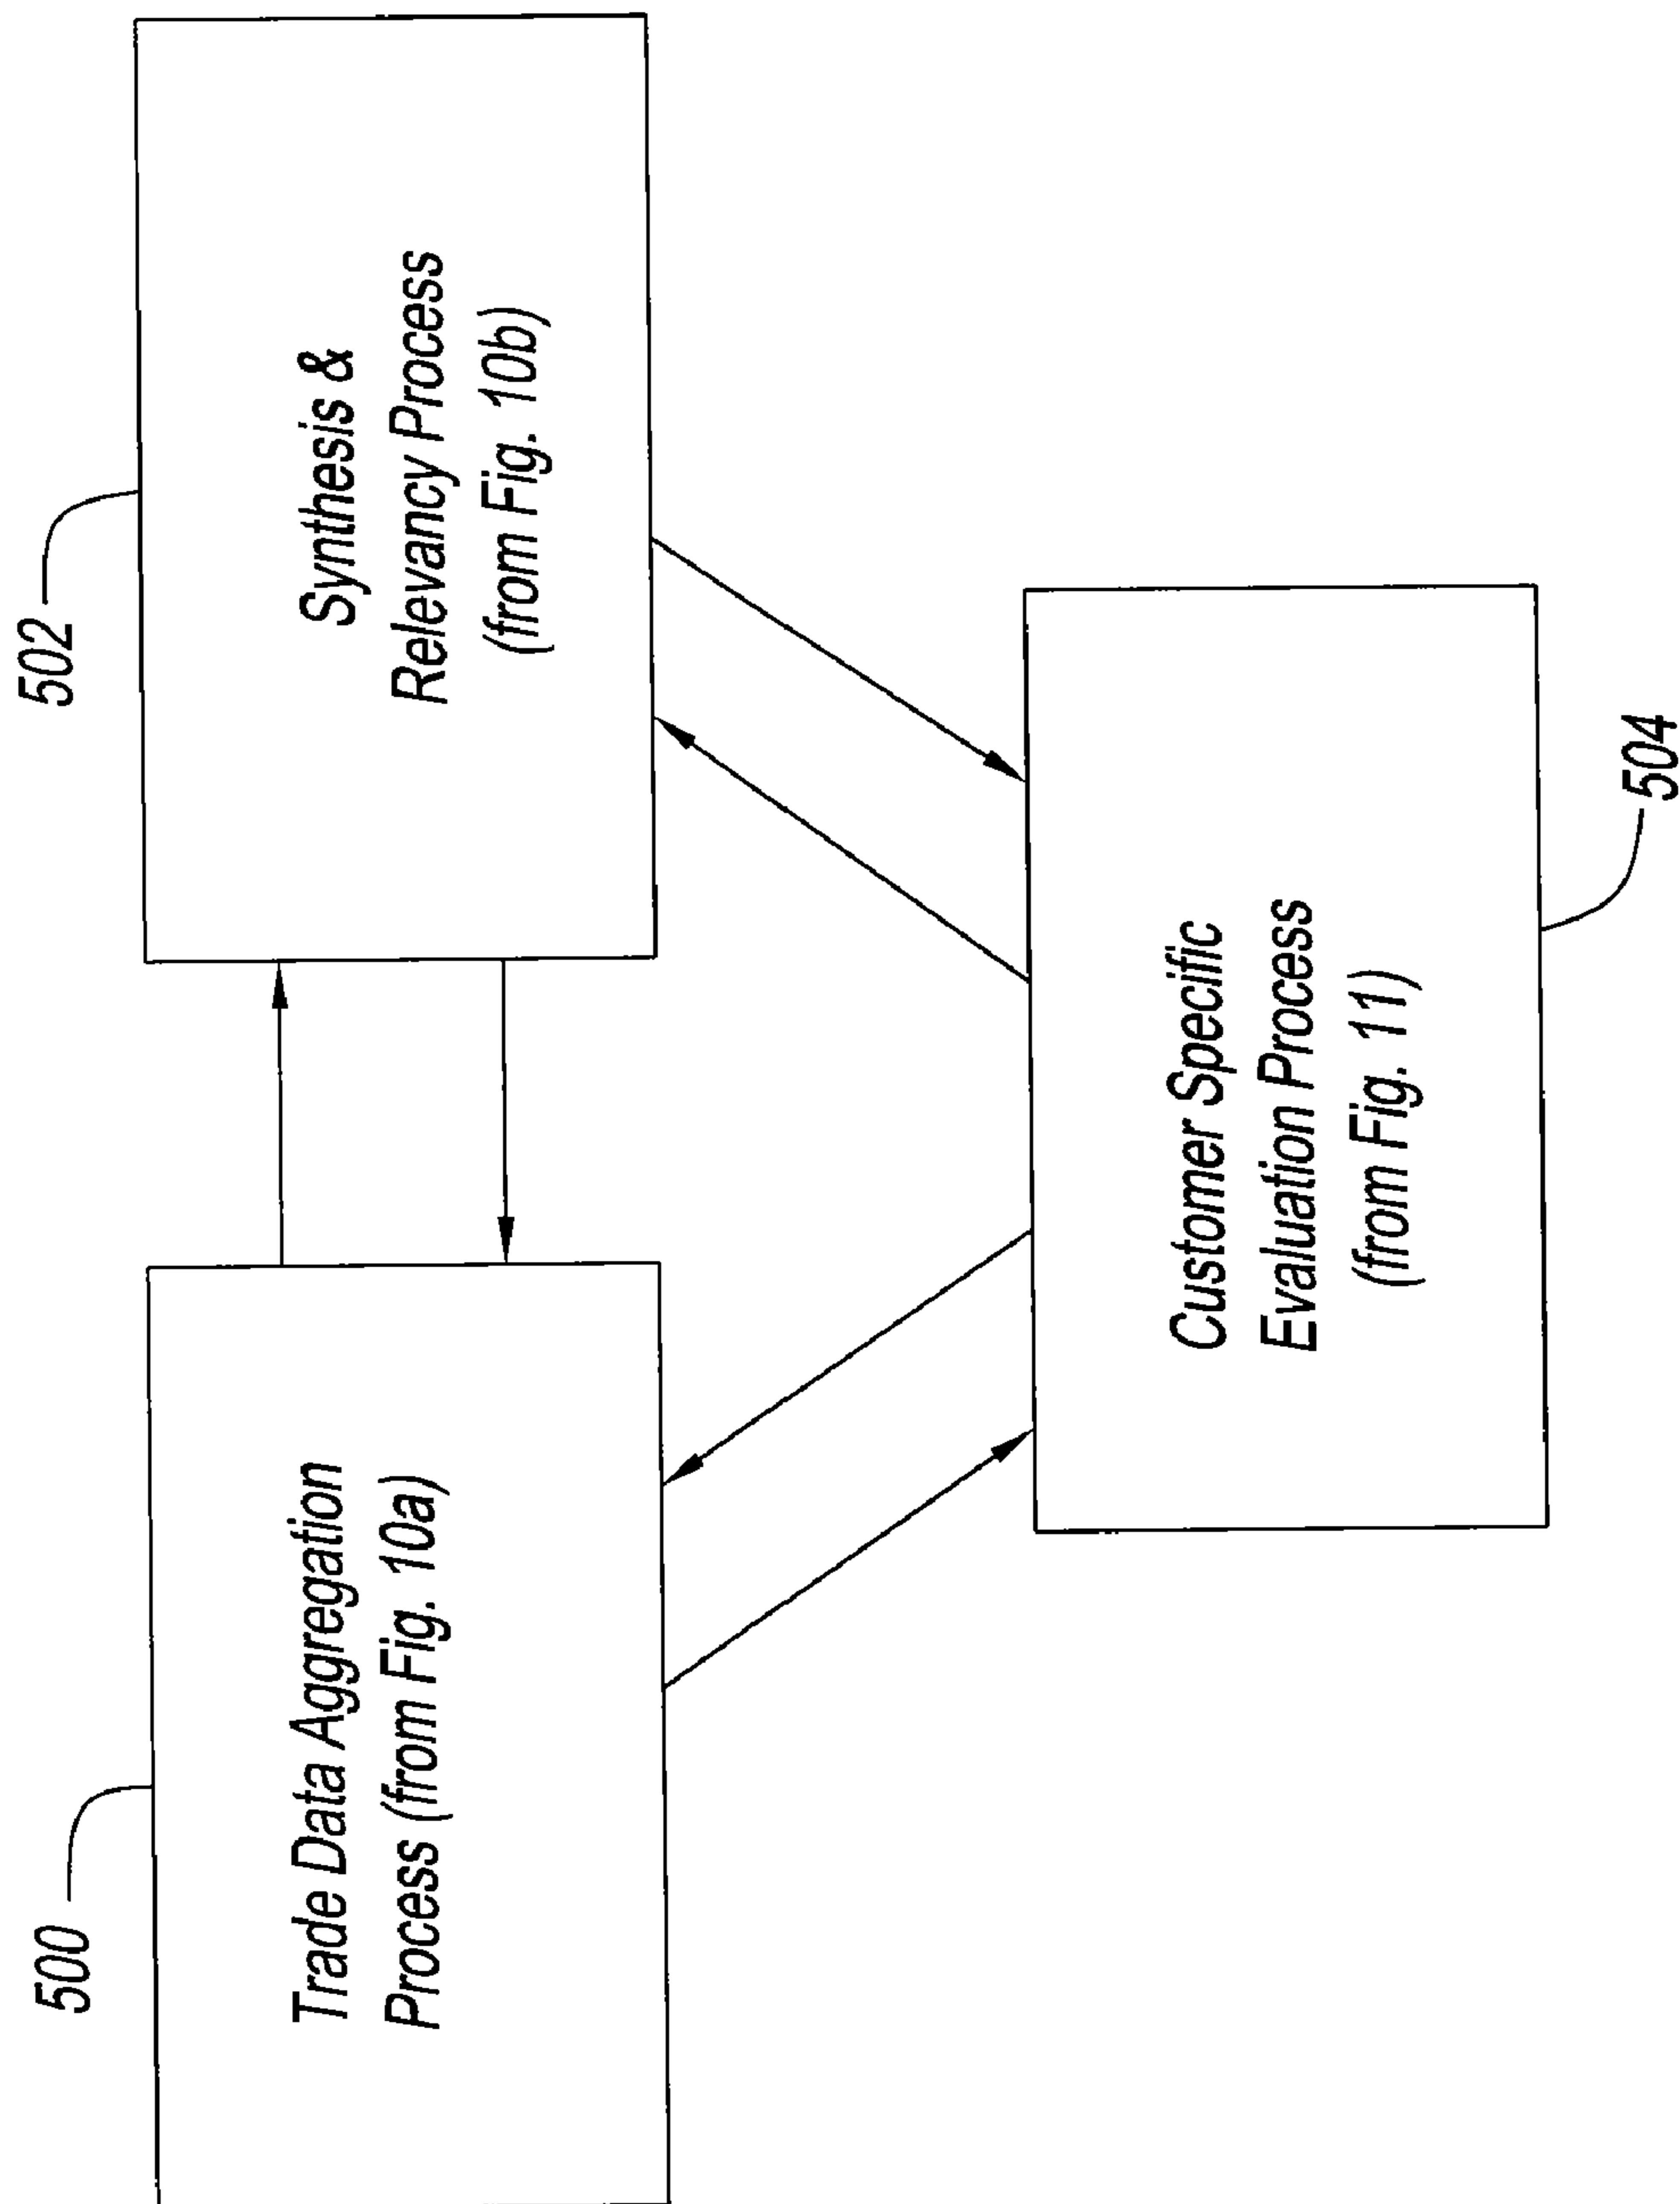 500
Trade Data Aggregation
Process (from Fig. 10a)
502
Synthesis &
Relevancy Process
(from Fig. 10b)
Customer Specific
Evaluation Process
(from Fig. 11)
504